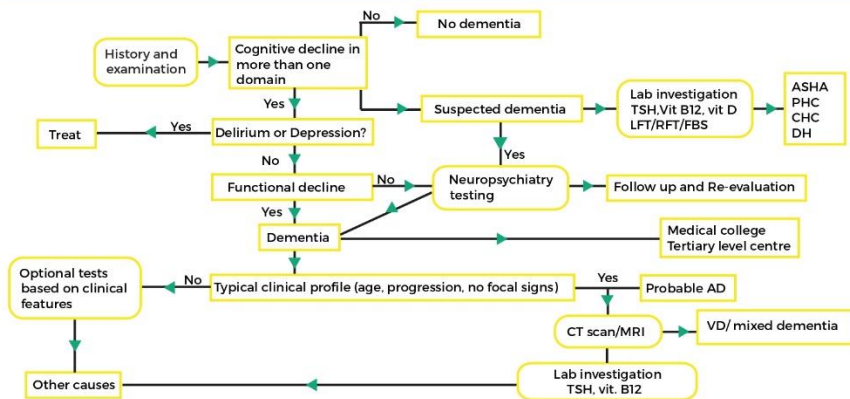 No
No dementia
History and
examination
Cognitive decline in
more than one
domain
Yes
Suspected dementia
Lab investigation
TSH,Vit B12, vit D
LFT/RFT/FBS
ASHA
PHC
CHC
DH
Treat
Yes
Delirium or Depression?
Yes
No
Functional decline
No
Neuropsychiatry
testing
Follow up and Re-evaluation
Yes
Dementia
Medical college
Tertiary level centre
Optional tests
based on clinical
features
No
Typical clinical profile (age, progression, no focal signs)
Yes
Probable AD
CT scan/MRI
VD/ mixed dementia
Other causes
Lab investigation
TSH, vit. B12